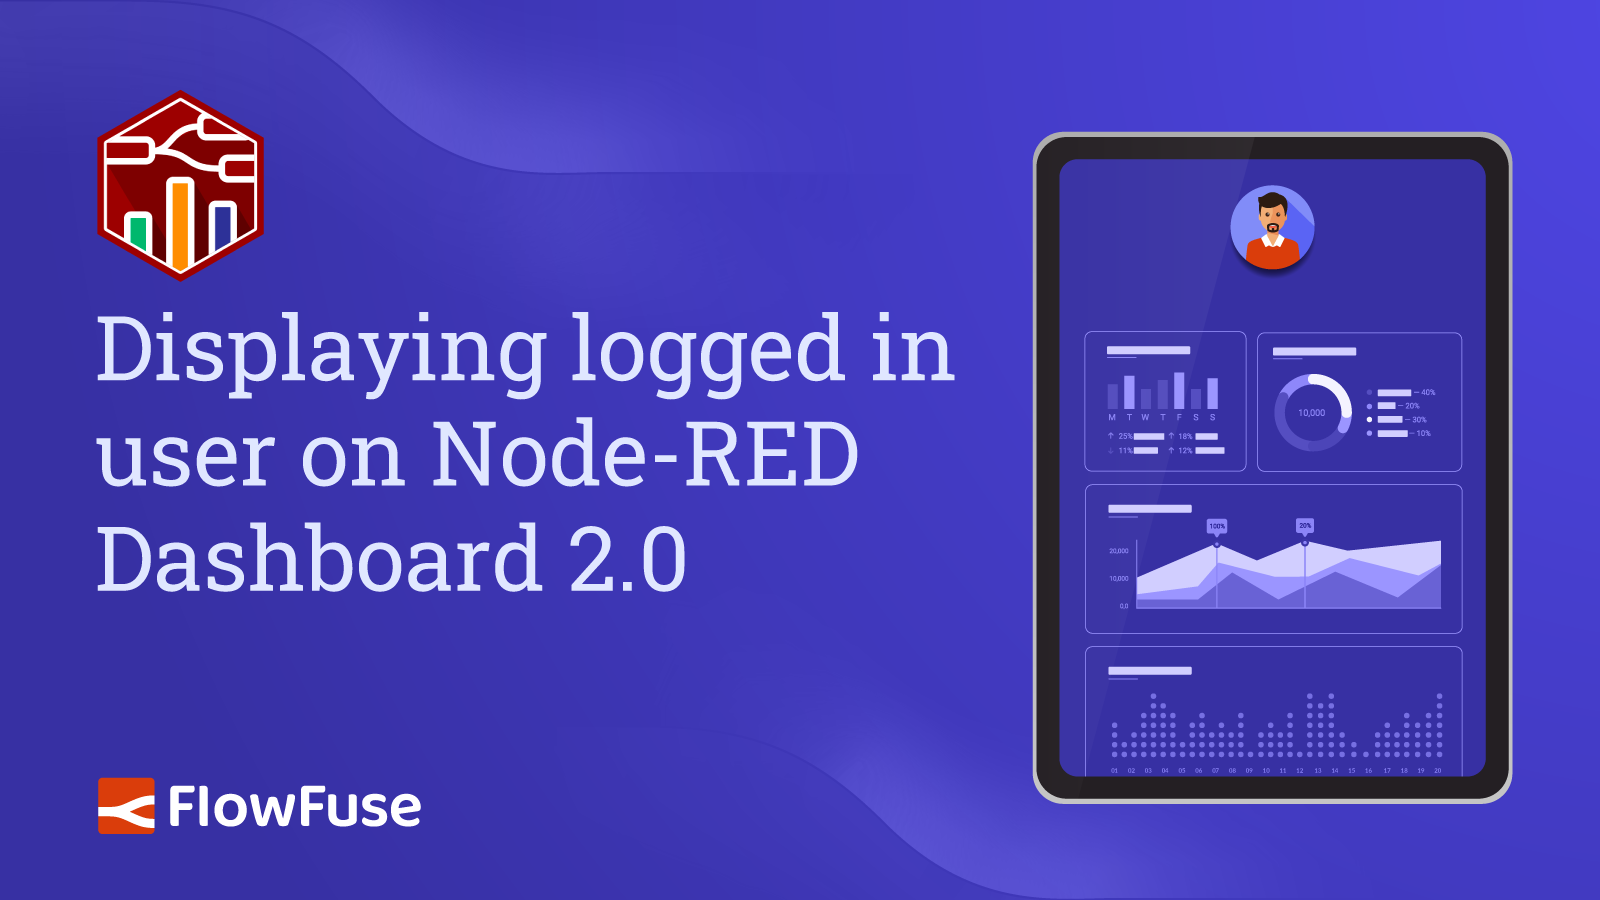 Displaying logged in
user on Node-RED
Dashboard 2.0
FlowFuse
M T W T F S S
25% 18%
11% 12%
10,000
40%
20%
30%
10%
100% 20%
20,000
10,000
0,0
01 02 03 04 05 06 07 08 09 10 11 12 13 14 15 16 17 18 19 20